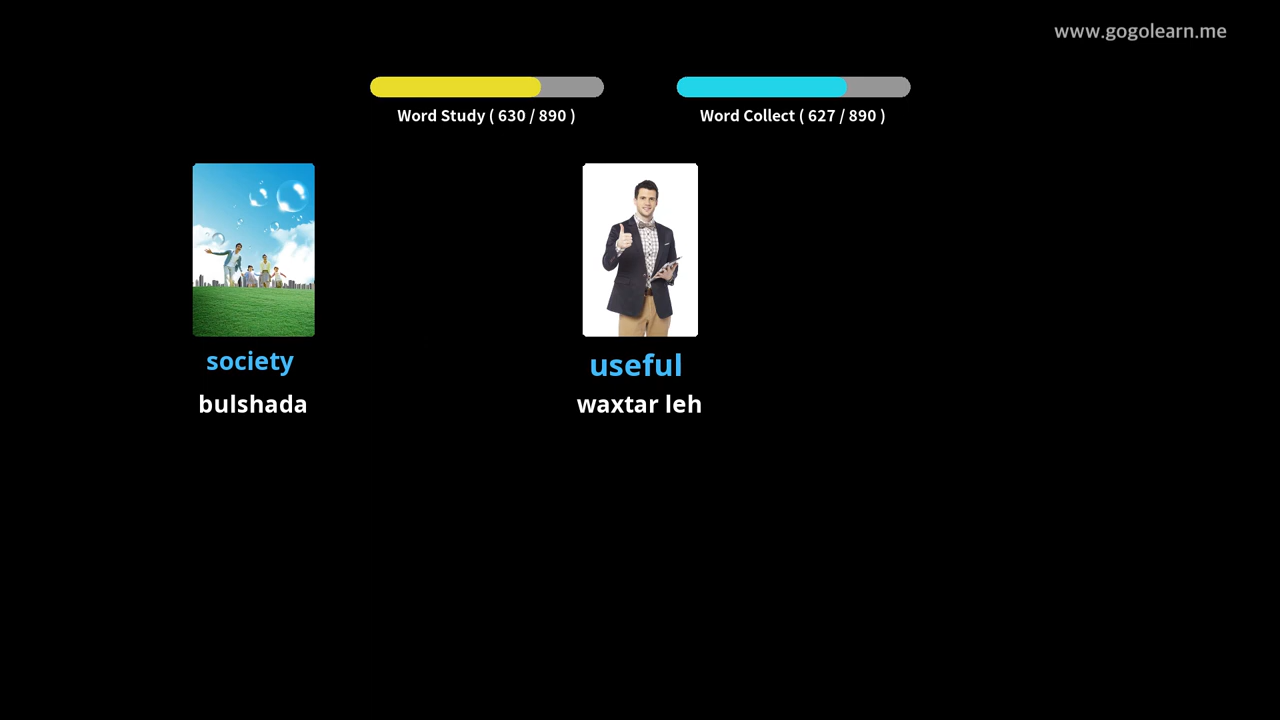 www.gogolearn.me
Word Study ( 630 / 890 )
Word Collect ( 627 / 890 )
society
bulshada
useful
waxtar leh